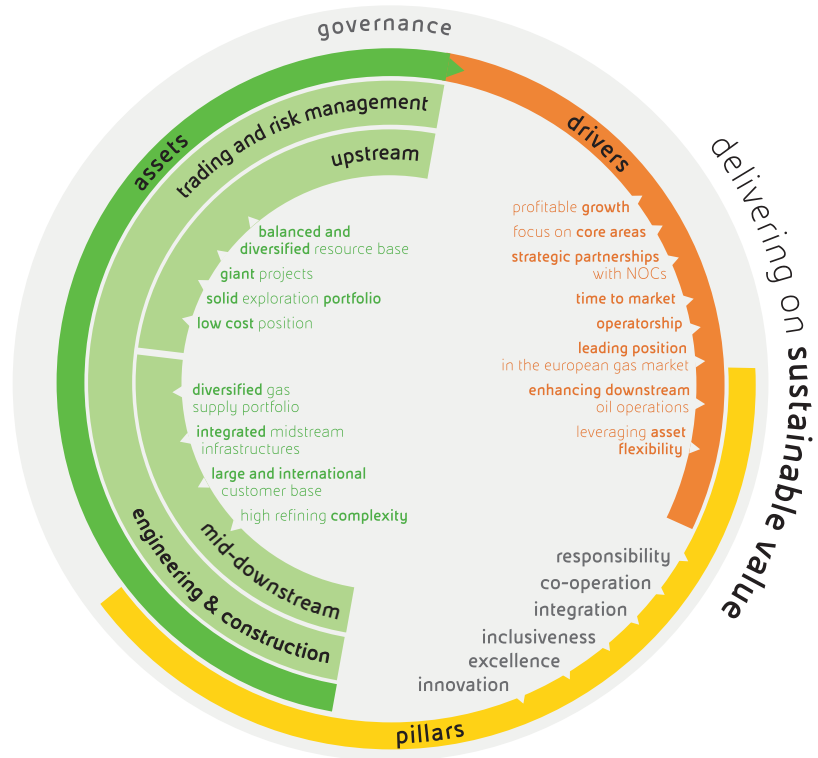 governance
assets
trading and risk management
upstream
balanced and
diversified resource base
giant projects
solid exploration portfolio
low cost position
diversified gas
supply portfolio
integrated midstream
infrastructures
large and international
customer base
high refining complexity
mid-downstream
engineering & construction
drivers
profitable growth
focus on core areas
strategic partnerships
with NOCs
time to market
operatorship
leading position
in the european gas market
enhancing downstream
oil operations
leveraging asset
flexibility
responsibility
co-operation
integration
inclusiveness
excellence
innovation
pillars
delivering on sustainable value